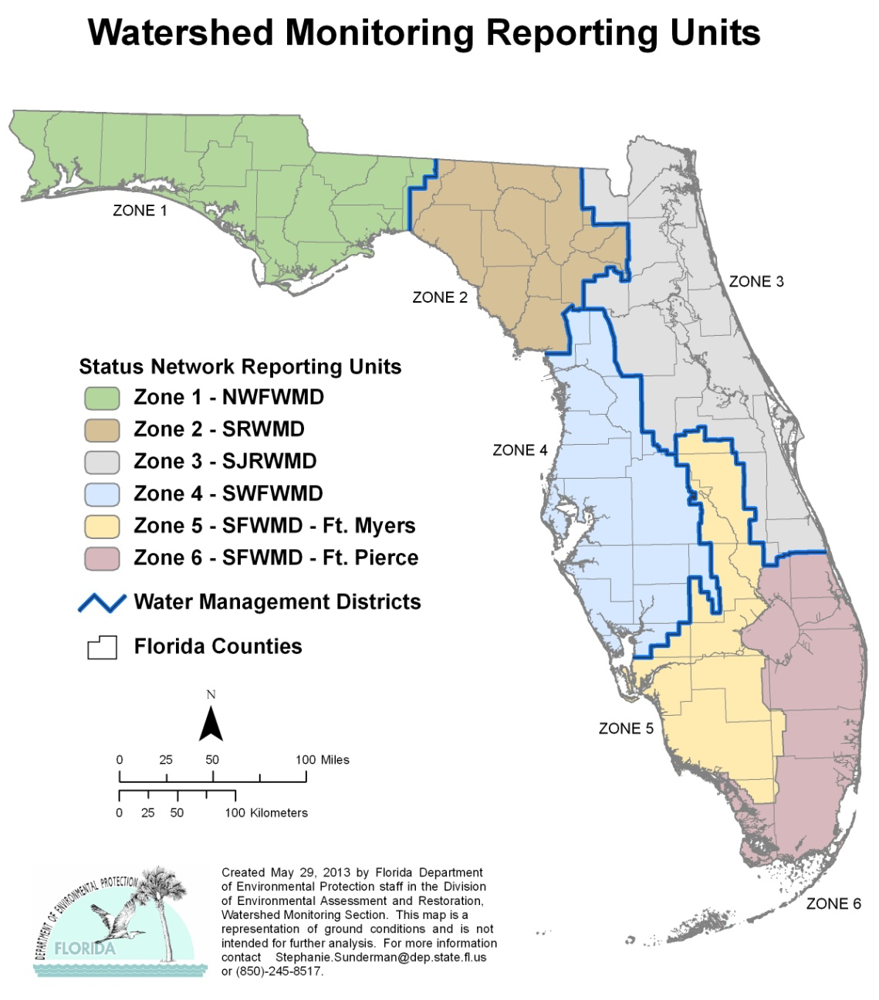 Watershed Monitoring Reporting Units
ZONE 1
ZONE 2
ZONE 3
Status Network Reporting Units
Zone 1 - NWFWMD
Zone 2 - SRWMD
Zone 3 - SJRWMD
Zone 4 - SWFWMD
Zone 5 - SFWMD - Ft. Myers
Zone 6 - SFWMD - Ft. Pierce
Water Management Districts
Florida Counties
ZONE 4
ZONE 5
N
0 25 50 100 Miles
0 25 50 100 Kilometers
DEPARTMENT OF ENVIRONMENTAL PROTECTION
FLORIDA
Created May 29, 2013 by Florida Department
of Environmental Protection staff in the Division
of Environmental Assessment and Restoration,
Watershed Monitoring Section. This map is a
representation of ground conditions and is not
intended for further analysis. For more information
contact Stephanie.Sunderman@dep.state.fl.us
or (850)-245-8517.
ZONE 6